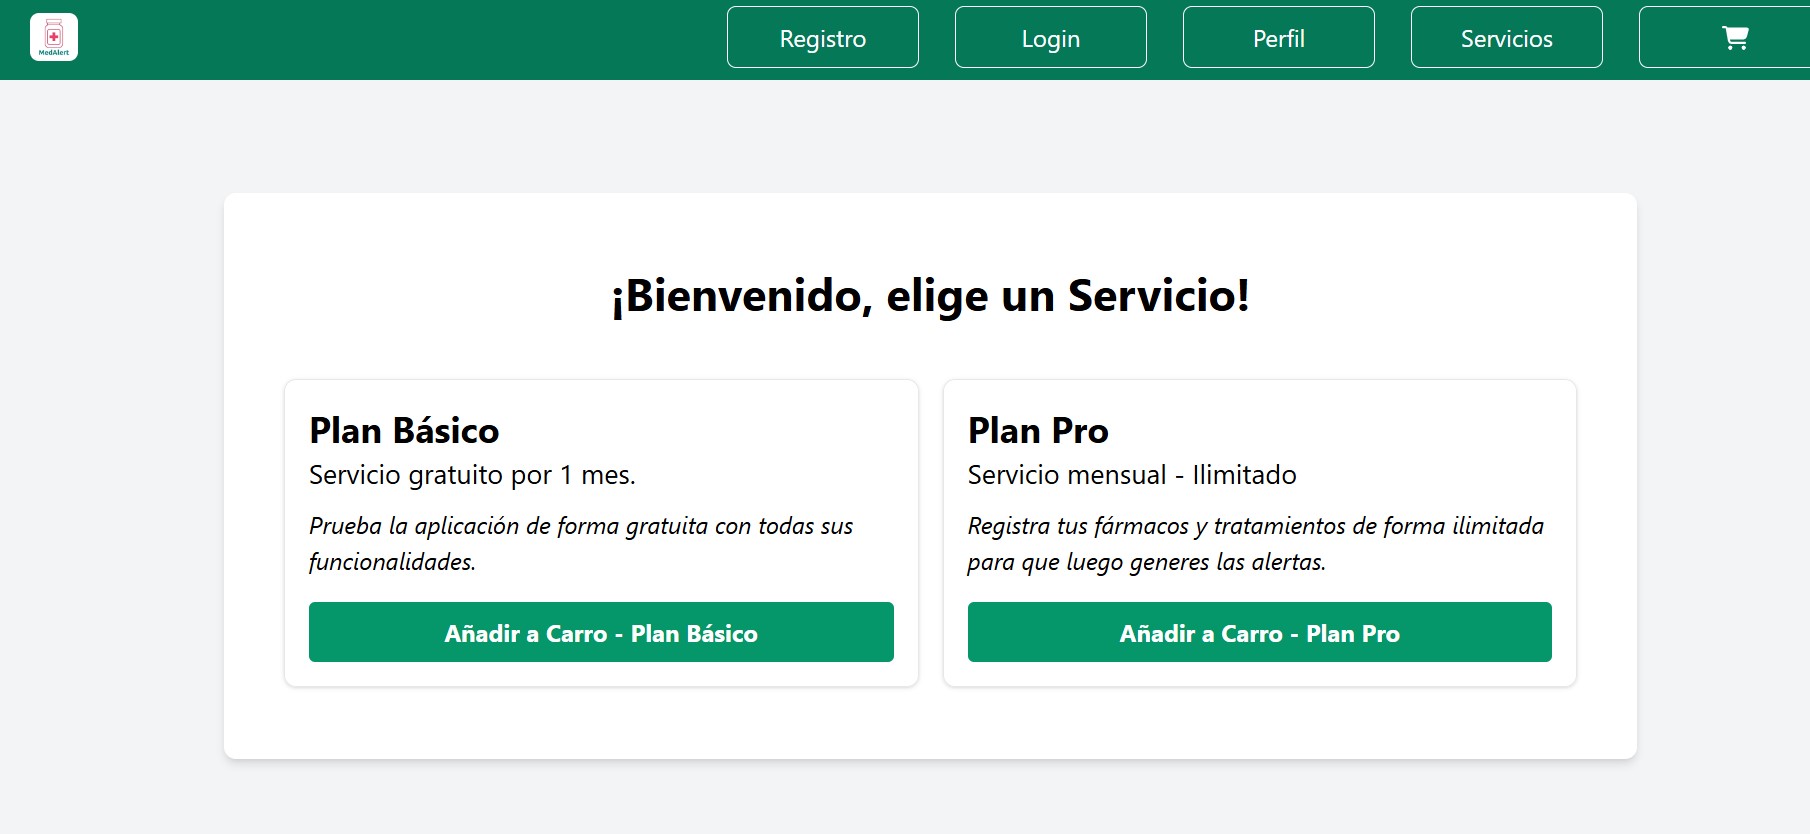 MedAlert
Registro
Login
Perfil
Servicios
¡Bienvenido, elige un Servicio!
Plan Básico
Servicio gratuito por 1 mes.
Prueba la aplicación de forma gratuita con todas sus
funcionalidades.
Añadir a Carro - Plan Básico
Plan Pro
Servicio mensual - Ilimitado
Registra tus fármacos y tratamientos de forma ilimitada
para que luego generes las alertas.
Añadir a Carro - Plan Pro